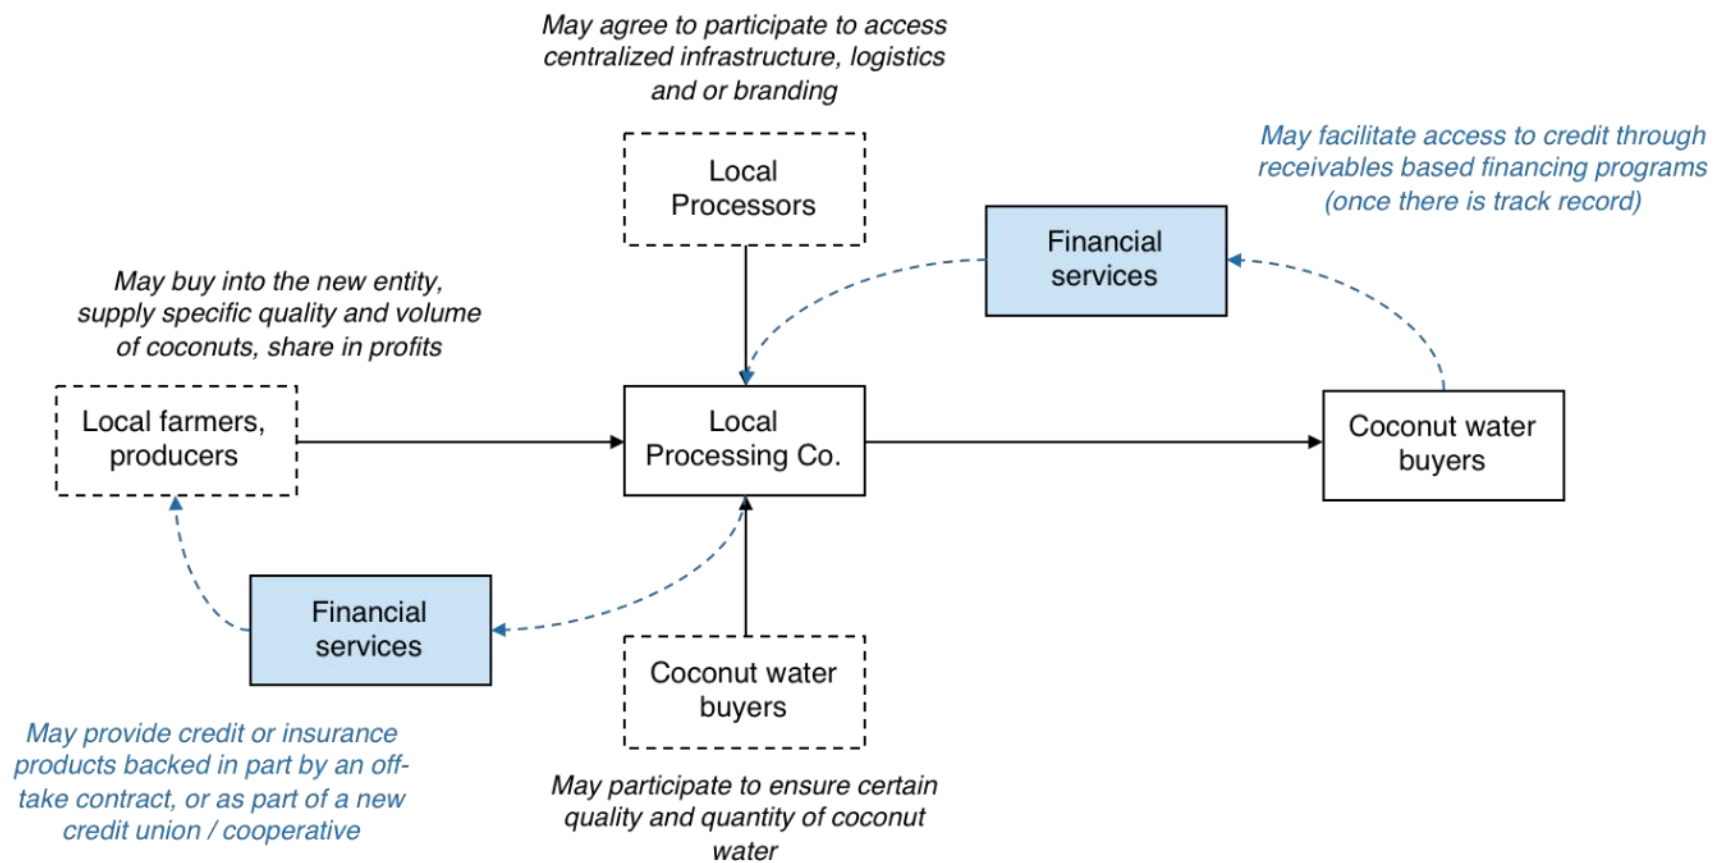 May agree to participate to access
centralized infrastructure, logistics
and or branding
Local
Processors
May facilitate access to credit through
receivables based financing programs
(once there is track record)
Financial
services
May buy into the new entity,
supply specific quality and volume
of coconuts, share in profits
Local farmers,
producers
Local
Processing Co.
Coconut water
buyers
Financial
services
Coconut water
buyers
May provide credit or insurance
products backed in part by an off-
take contract, or as part of a new
credit union / cooperative
May participate to ensure certain
quality and quantity of coconut
water